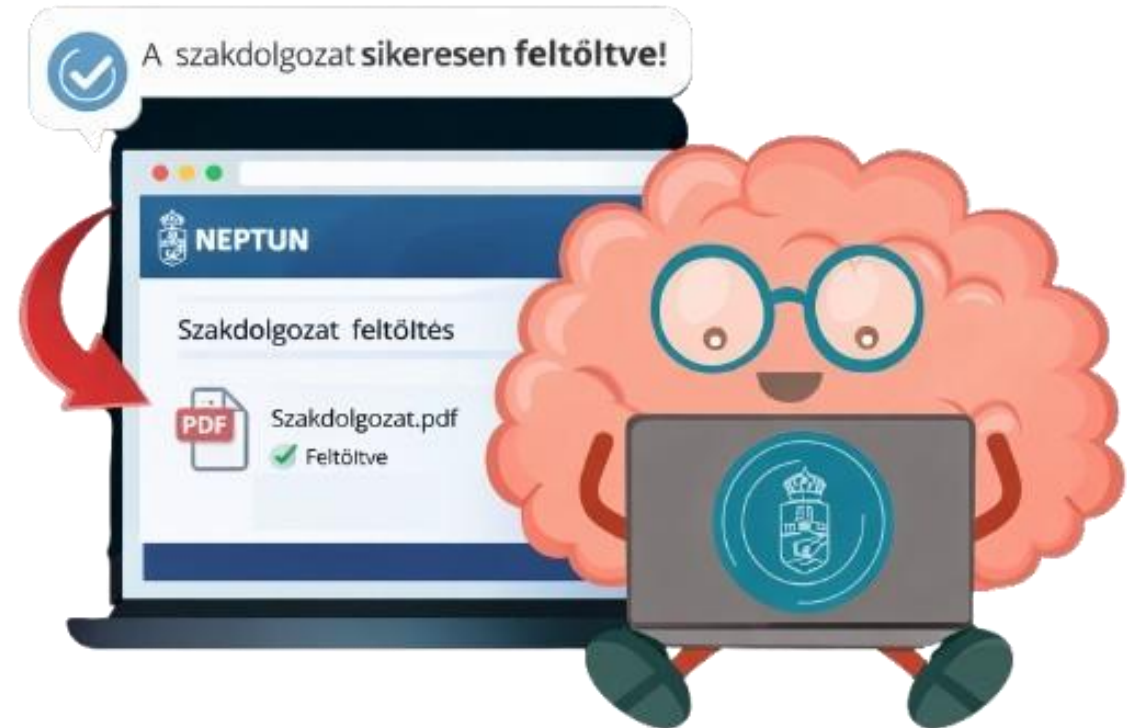 A szakdolgozat sikeresen feltöltve!
NEPTUN
Szakdolgozat feltöltés
PDF
Szakdolgozat.pdf
Feltöltve